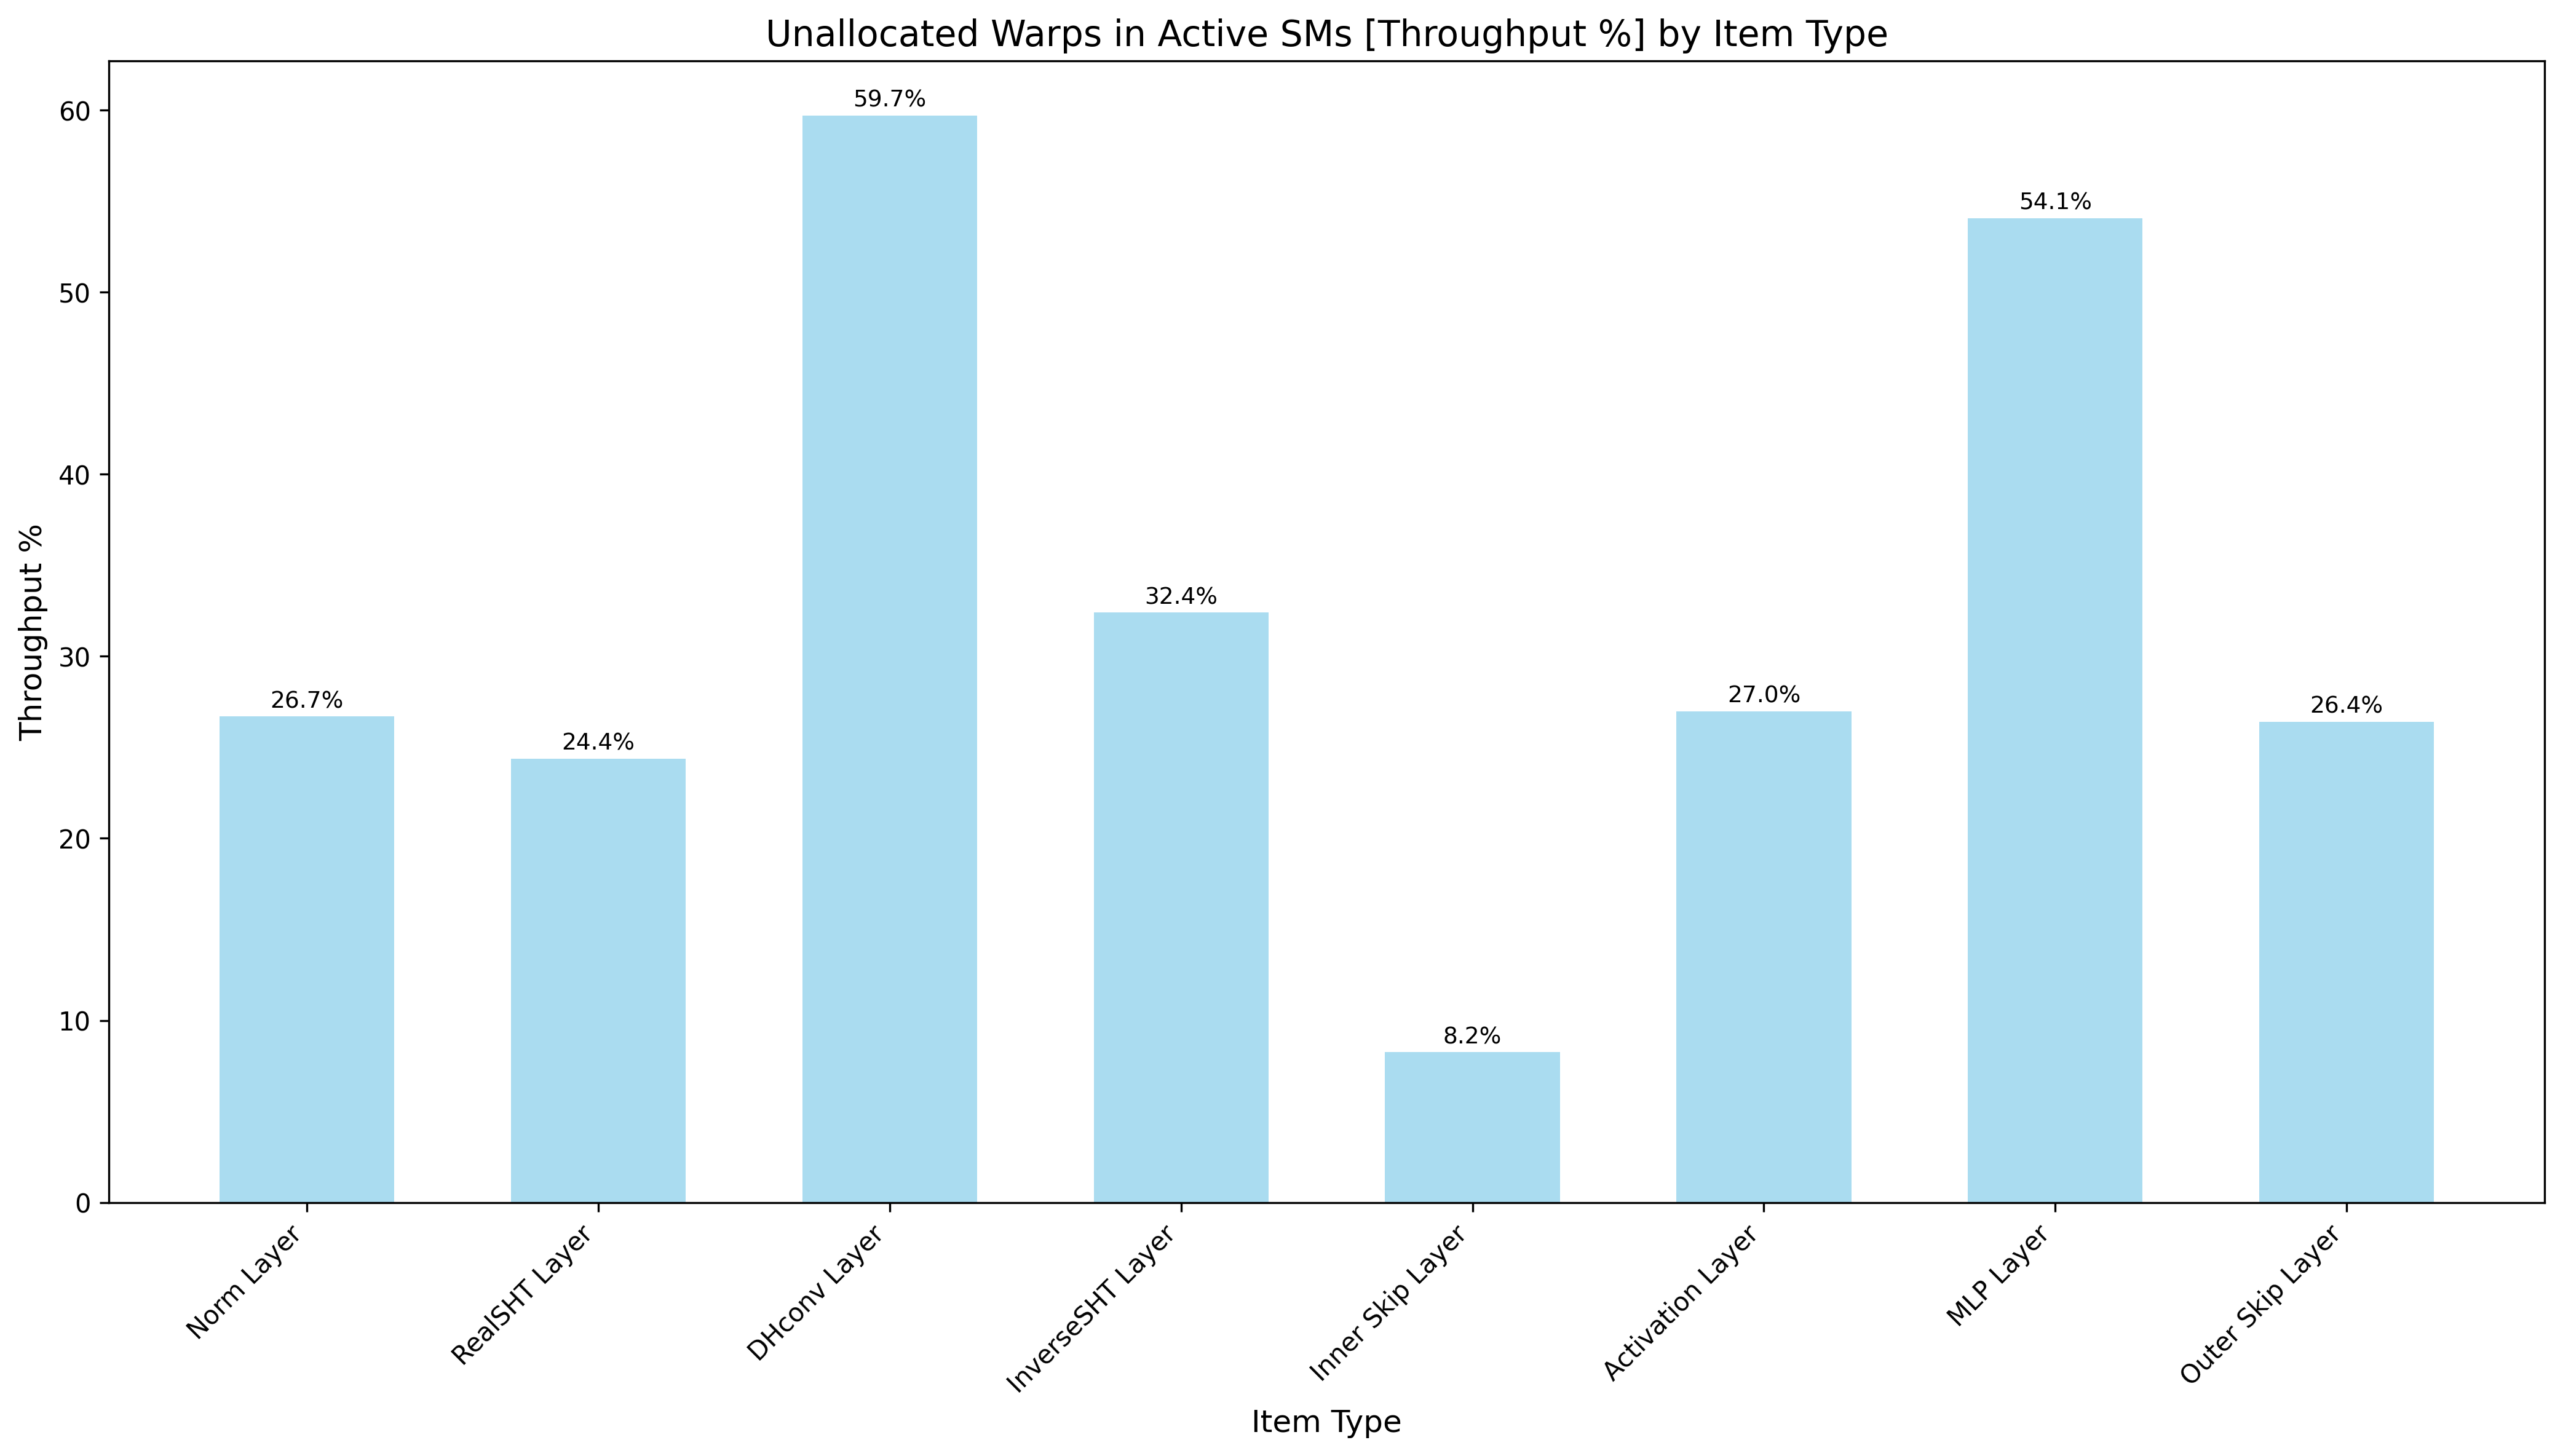 Unallocated Warps in Active SMs [Throughput %] by Item Type
Throughput %
60
50
40
30
20
10
0
26.7%
24.4%
59.7%
32.4%
8.2%
27.0%
54.1%
26.4%
Norm Layer
RealSHT Layer
DHconv Layer
InverseSHT Layer
Inner Skip Layer
Activation Layer
MLP Layer
Outer Skip Layer
Item Type